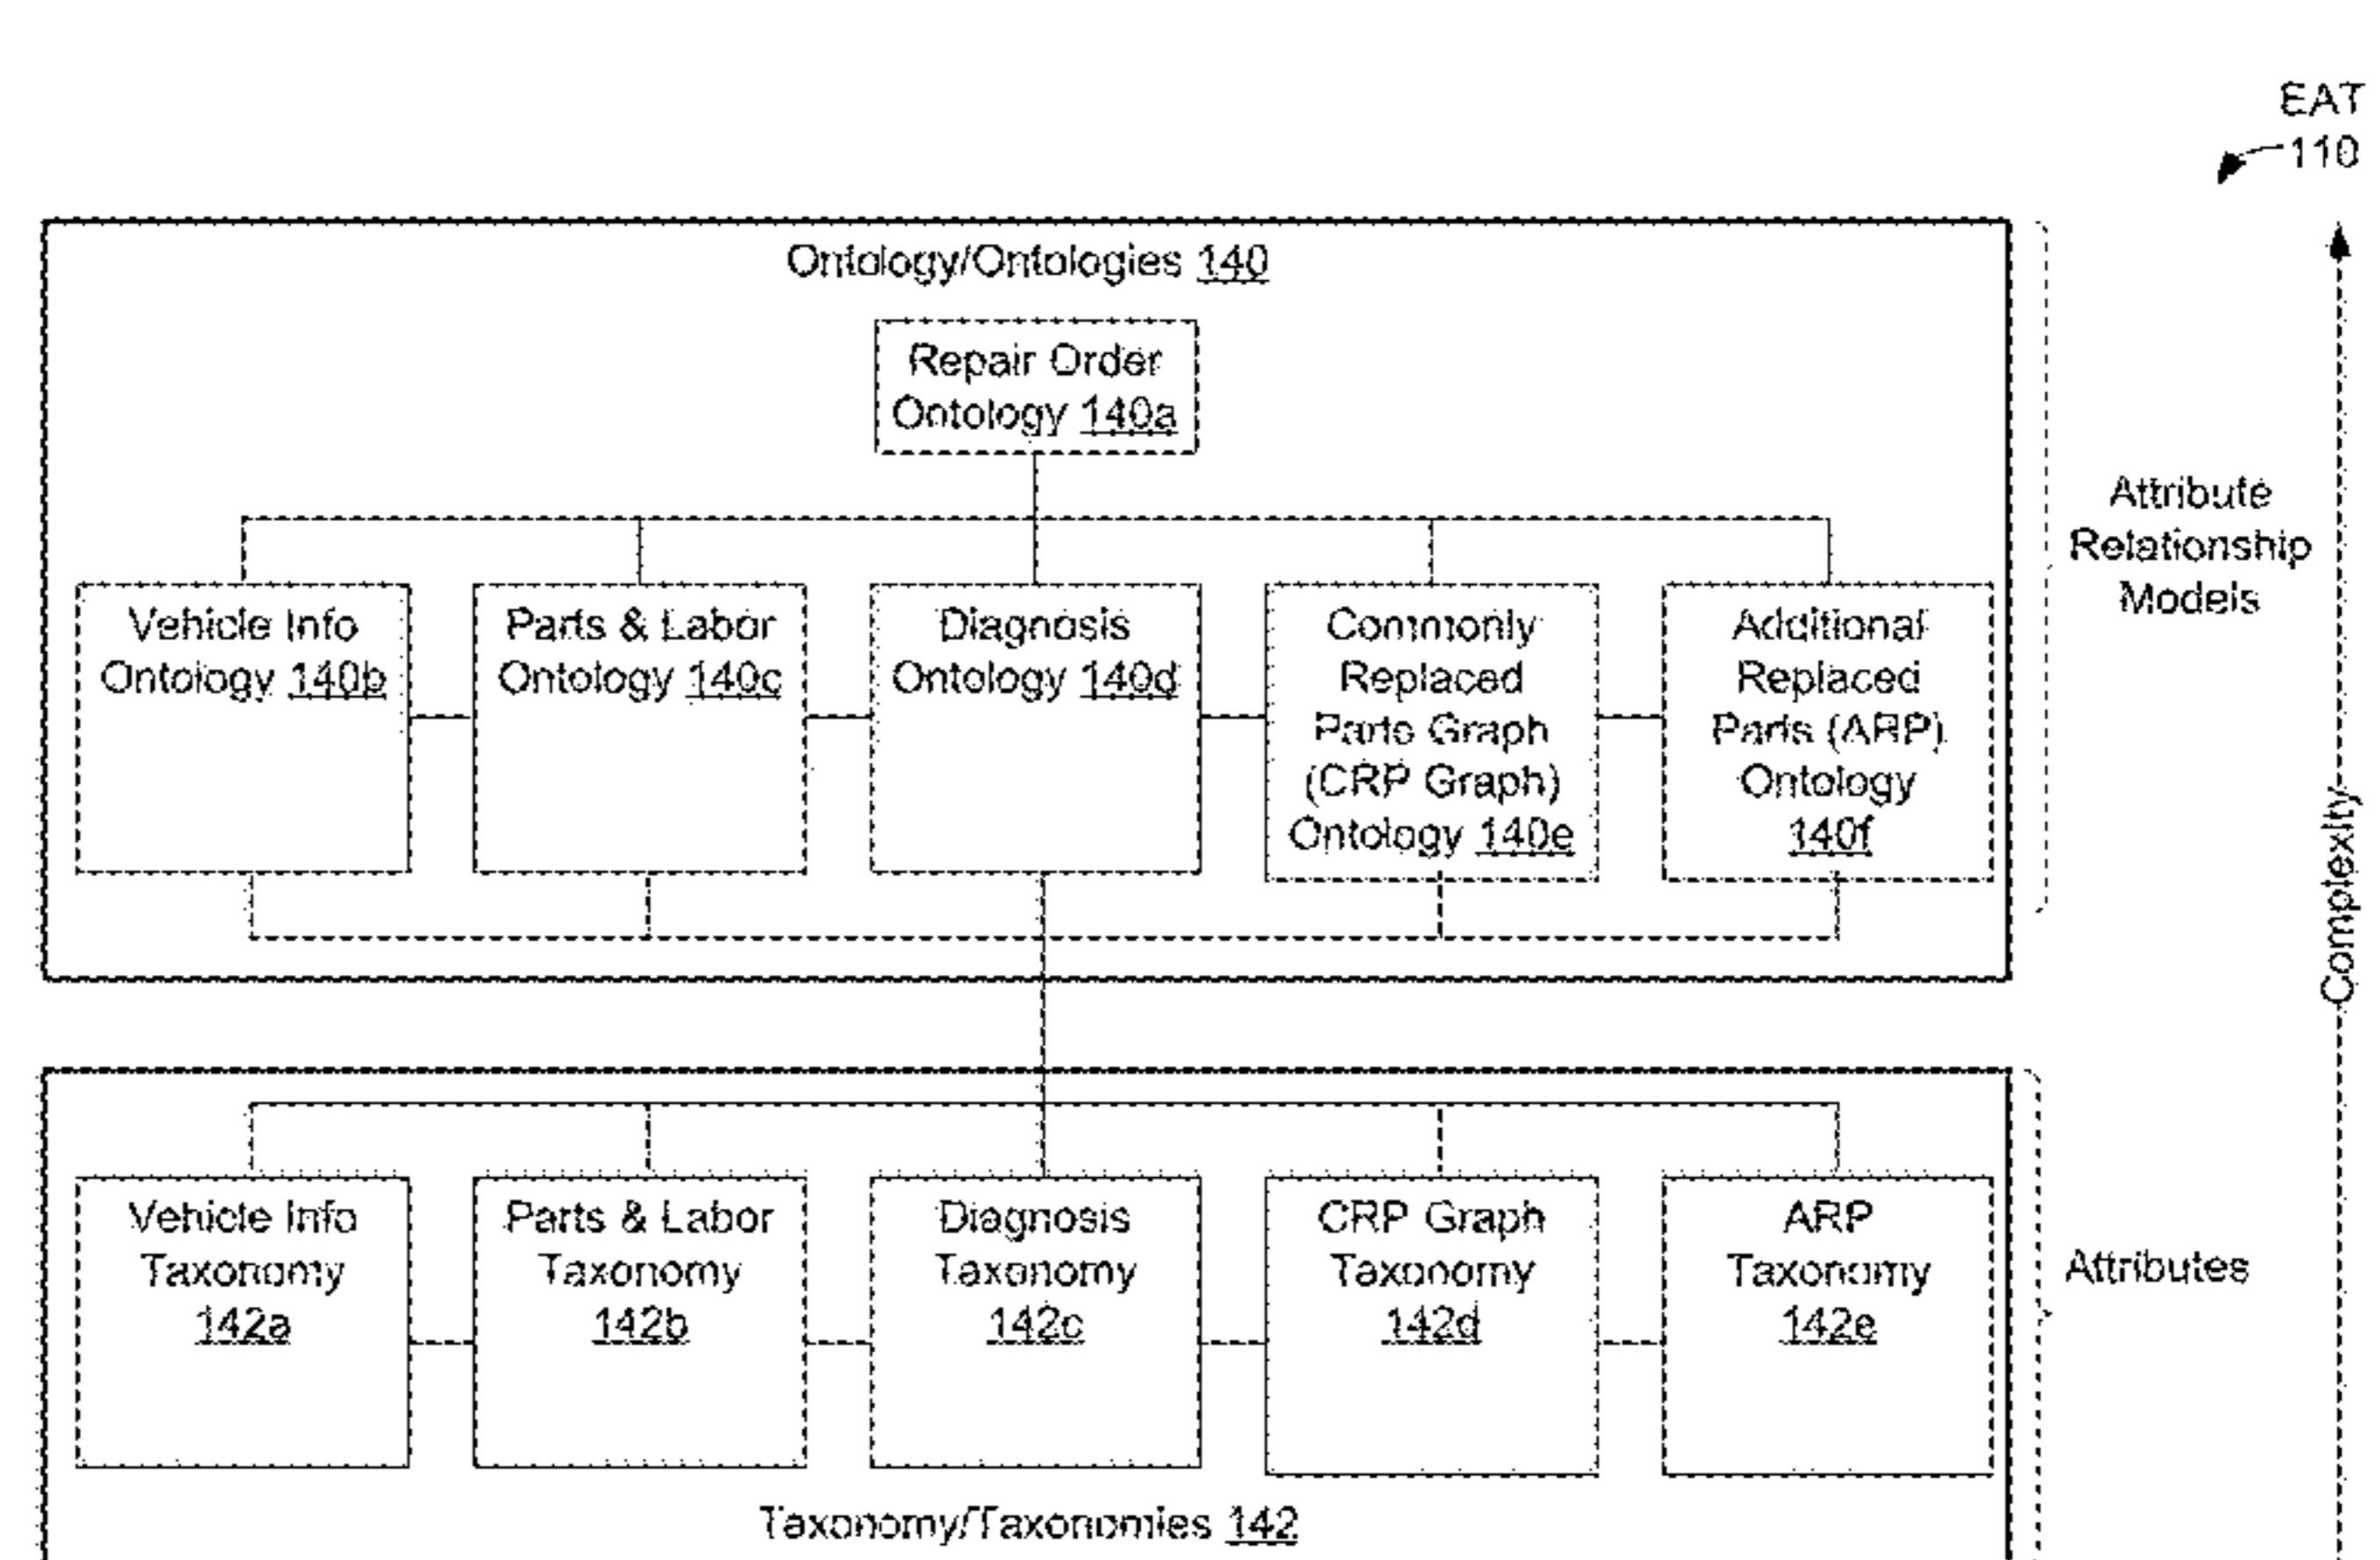 EAT
110
Ontology/Ontologies 140
Repair Order
Ontology 140a
Attribute
Relationship
Models
Vehicle Info
Ontology 140b
Parts & Labor
Ontology 140c
Diagnosis
Ontology 140d
Commonly
Replaced
Parts Graph
(CRP Graph)
Ontology 140e
Additional
Replaced
Parts (ARP)
Ontology
140f
Complexity
Vehicle Info
Taxonomy
142a
Parts & Labor
Taxonomy
142b
Diagnosis
Taxonomy
142c
CRP Graph
Taxonomy
142d
ARP
Taxonomy
142e
Attributes
Taxonomy/Taxonomies 142